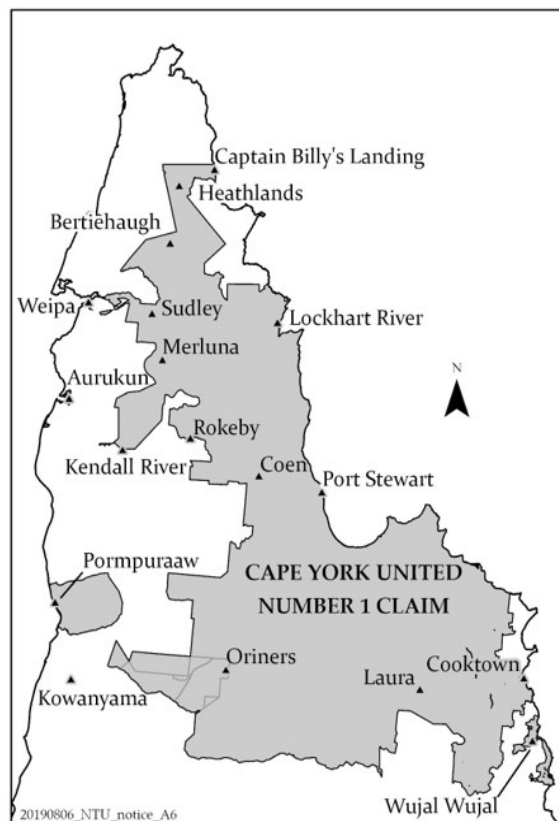 Captain Billy's Landing
Heathlands
Bertiehaugh
Weipa
Sudley
Lockhart River
Merluna
N
Aurukun
Rokeby
Kendall River
Coen
Port Stewart
Pormpuraaw
CAPE YORK UNITED
NUMBER 1 CLAIM
Oriners
Kowanyama
Laura
Cooktown
Wujal Wujal
20190806_NTU_notice_A6